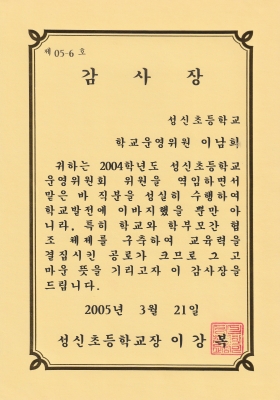 제 05-6 호
감 사 장
성신초등학교
학교운영위원 이남희
귀하는 2004학년도 성신초등학교
운영위원회 위원을 역임하면서
맡은 바 직분을 성실히 수행하여
학교발전에 이바지했을 뿐만 아
니라, 특히 학교와 학부모간 협
조 체제를 구축하여 교육력을
결집시킨 공로가 크므로 그 고
마운 뜻을 기리고자 이 감사장을
드립니다.
2005년 3월 21일
성신초등학교장 이 강 복